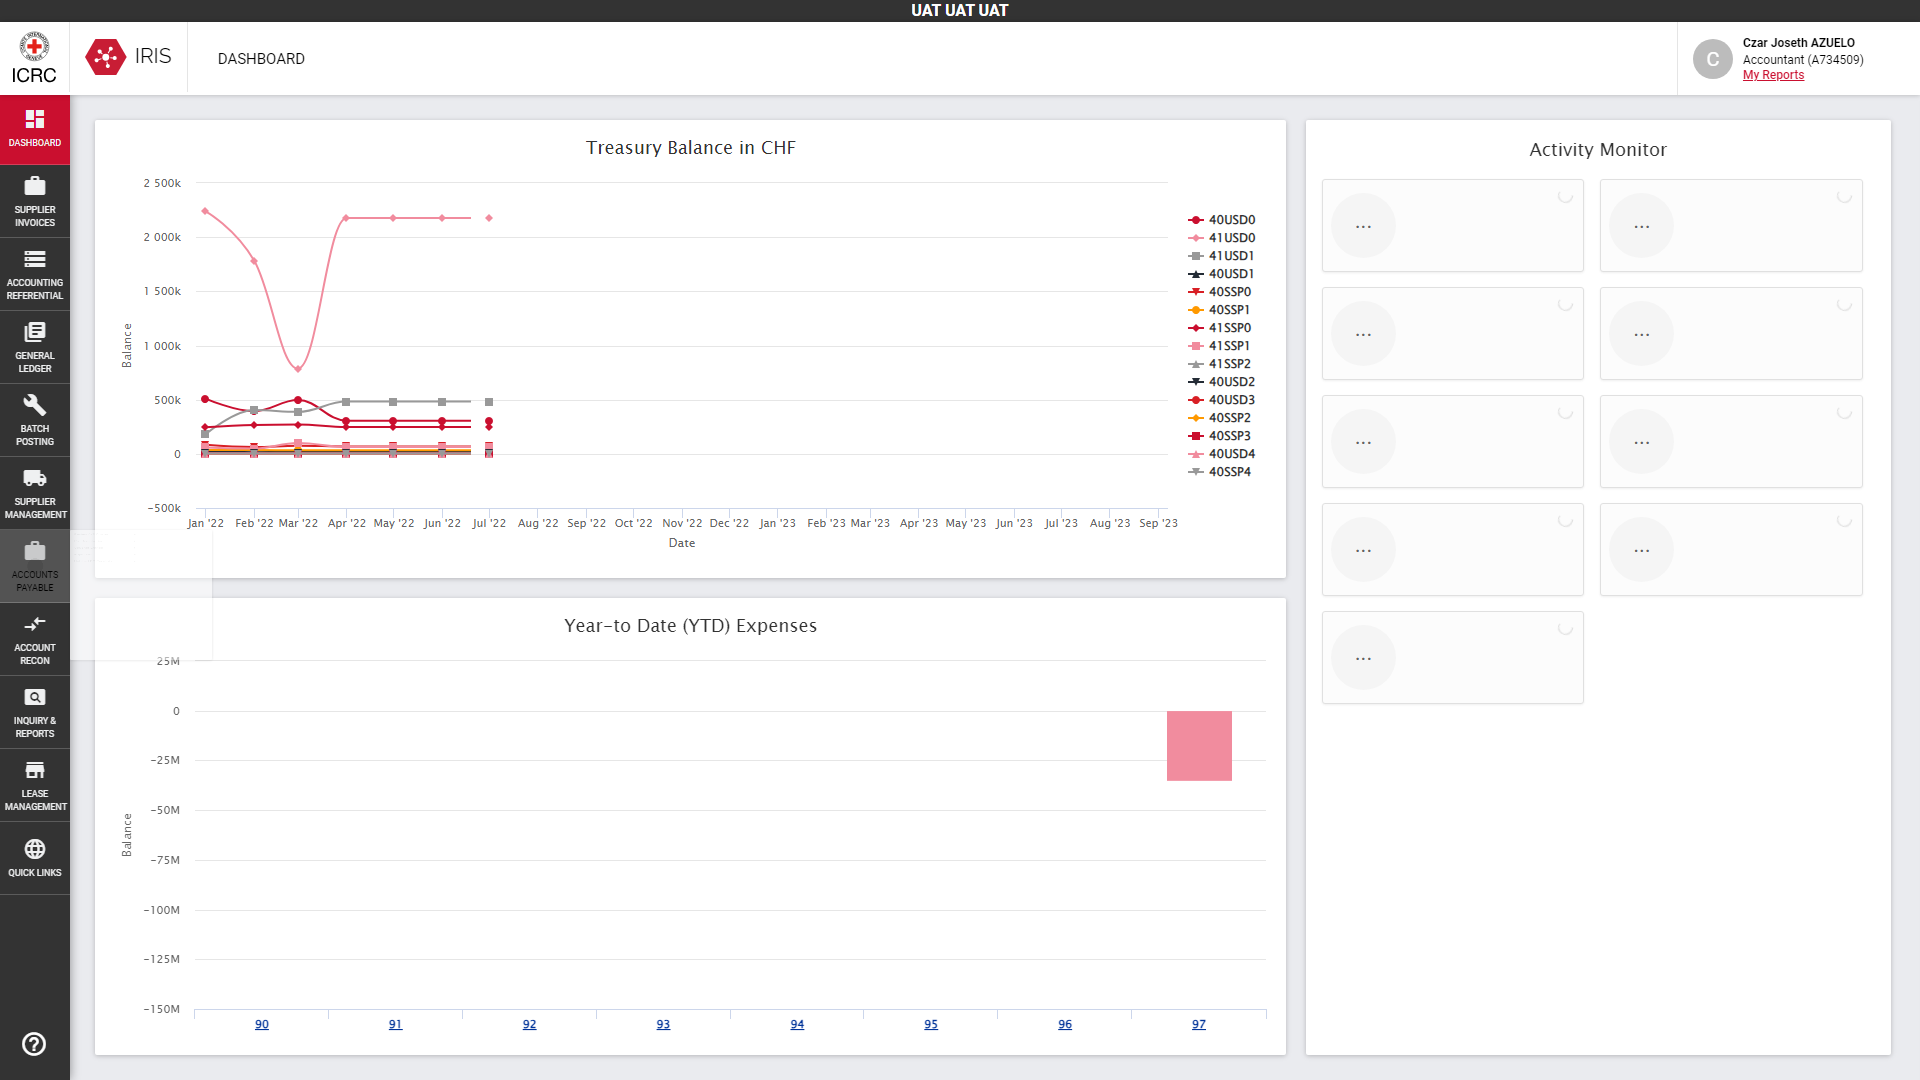 UAT UAT UAT
ICRC
IRIS
DASHBOARD
Czar Joseth AZUELO
Accountant (A734509)
My Reports
DASHBOARD
SUPPLIER
INVOICES
ACCOUNTING
REFERENTIAL
GENERAL
LEDGER
BATCH
POSTING
SUPPLIER
MANAGEMENT
ACCOUNTS
PAYABLE
ACCOUNT
RECON
INQUIRY &
REPORTS
LEASE
MANAGEMENT
QUICK LINKS
Treasury Balance in CHF
2 500k
2 000k
1 500k
1 000k
500k
0
-500k
Balance
Jan '22 Feb '22 Mar '22 Apr '22 May '22 Jun '22 Jul '22 Aug '22 Sep '22 Oct '22 Nov '22 Dec '22 Jan '23 Feb '23 Mar '23 Apr '23 May '23 Jun '23 Jul '23 Aug '23 Sep '23
Date
40USD0
41USD0
41USD1
40USD1
40SSP0
40SSP1
41SSP0
41SSP1
41SSP2
40USD2
40USD3
40SSP2
40SSP3
40USD4
40SSP4
Year-to Date (YTD) Expenses
25M
0
-25M
-50M
-75M
-100M
-125M
-150M
Balance
90 91 92 93 94 95 96 97
Activity Monitor
... ...
... ...
... ...
... ...
...